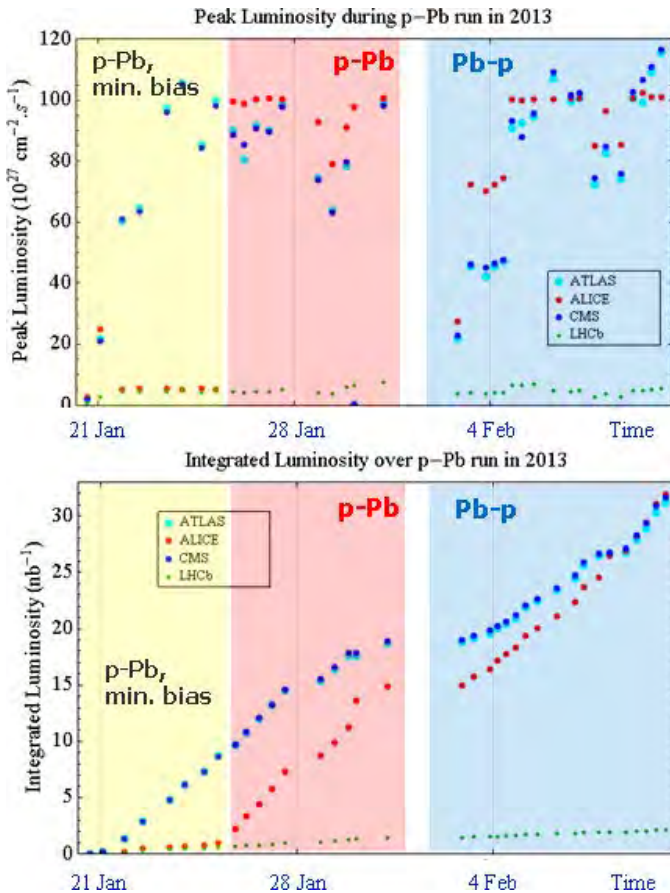 Peak Luminosity during p−Pb run in 2013
Peak Luminosity (10²⁷ cm⁻².s⁻¹)
120
100
80
60
40
20
0
p-Pb,
min. bias
p-Pb
Pb-p
ATLAS
ALICE
CMS
LHCb
21 Jan
28 Jan
4 Feb
Time
Integrated Luminosity over p−Pb run in 2013
Integrated Luminosity (nb⁻¹)
30
25
20
15
10
5
0
ATLAS
ALICE
CMS
LHCb
p-Pb
Pb-p
p-Pb,
min. bias
21 Jan
28 Jan
4 Feb
Time